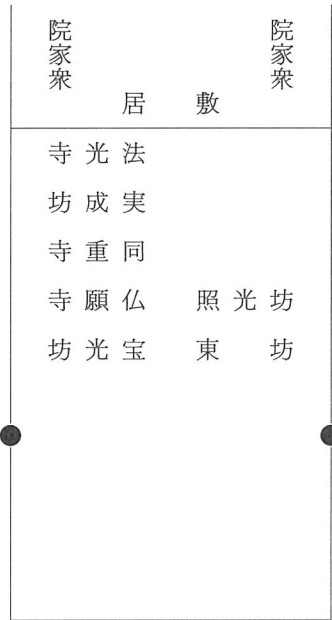 院家衆
敷居
院家衆
照光坊
東坊
法光寺
実成坊
同重寺
仏願寺
宝光坊